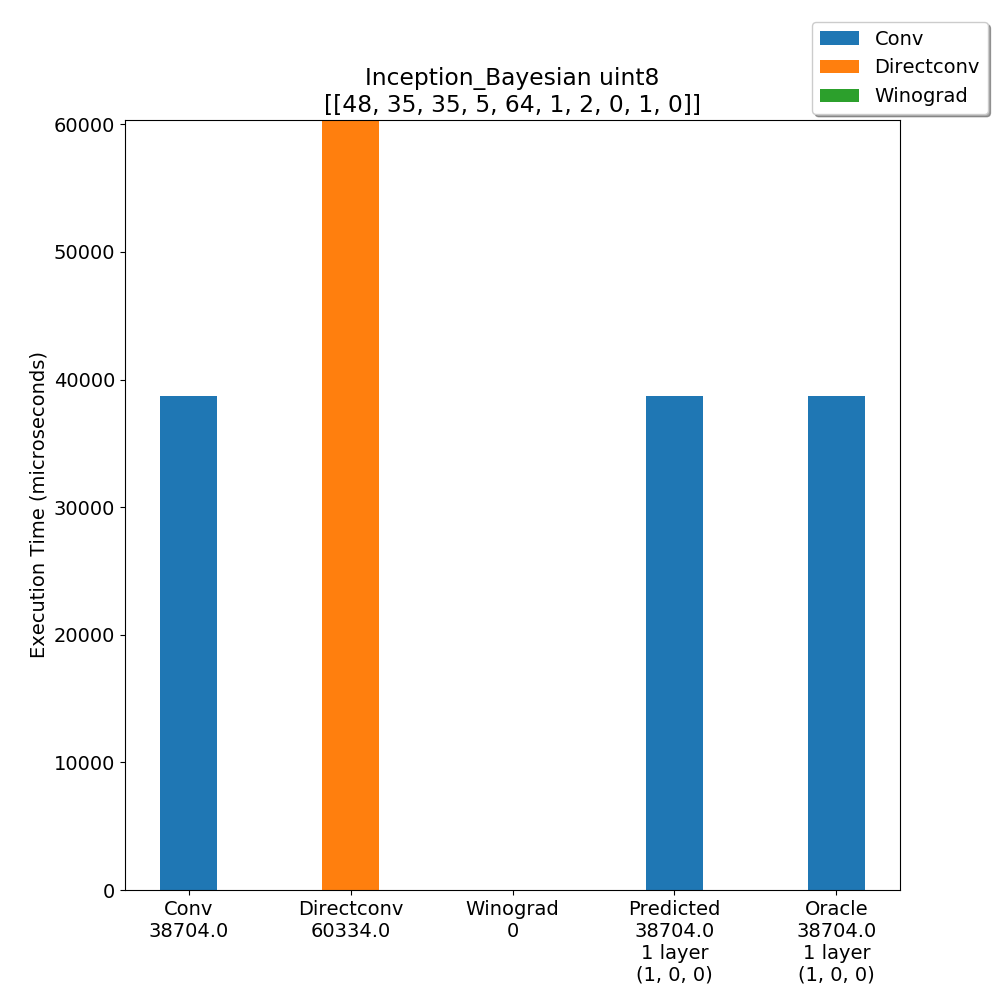 Conv
Directconv
Winograd
Inception_Bayesian uint8
[[48, 35, 35, 5, 64, 1, 2, 0, 1, 0]]
Execution Time (microseconds)
60000
50000
40000
30000
20000
10000
0
Conv
38704.0
Directconv
60334.0
Winograd
0
Predicted
38704.0
1 layer
(1, 0, 0)
Oracle
38704.0
1 layer
(1, 0, 0)